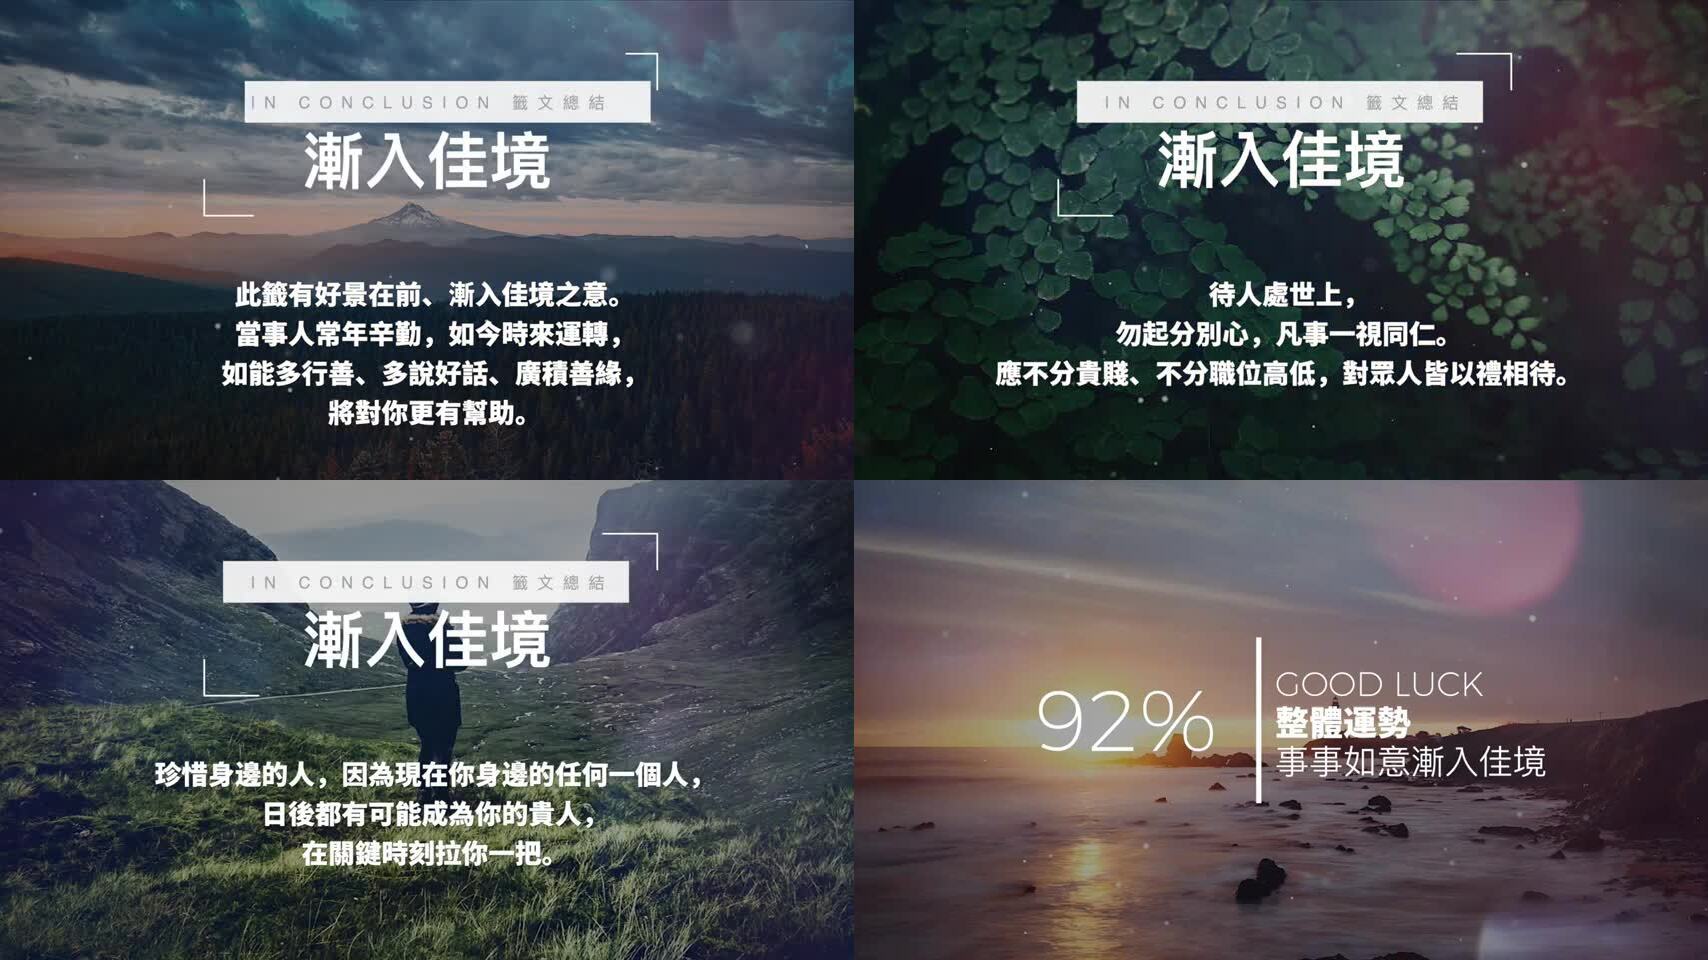 IN CONCLUSION 籤文總結
漸入佳境
此籤有好景在前、漸入佳境之意。
當事人常年辛勤，如今時來運轉，
如能多行善、多說好話、廣積善緣，
將對你更有幫助。
IN CONCLUSION 籤文總結
漸入佳境
待人處世上，
勿起分別心，凡事一視同仁。
應不分貴賤、不分職位高低，對眾人皆以禮相待。
IN CONCLUSION 籤文總結
漸入佳境
珍惜身邊的人，因為現在你身邊的任何一個人，
日後都有可能成為你的貴人，
在關鍵時刻拉你一把。
92%
GOOD LUCK
整體運勢
事事如意漸入佳境